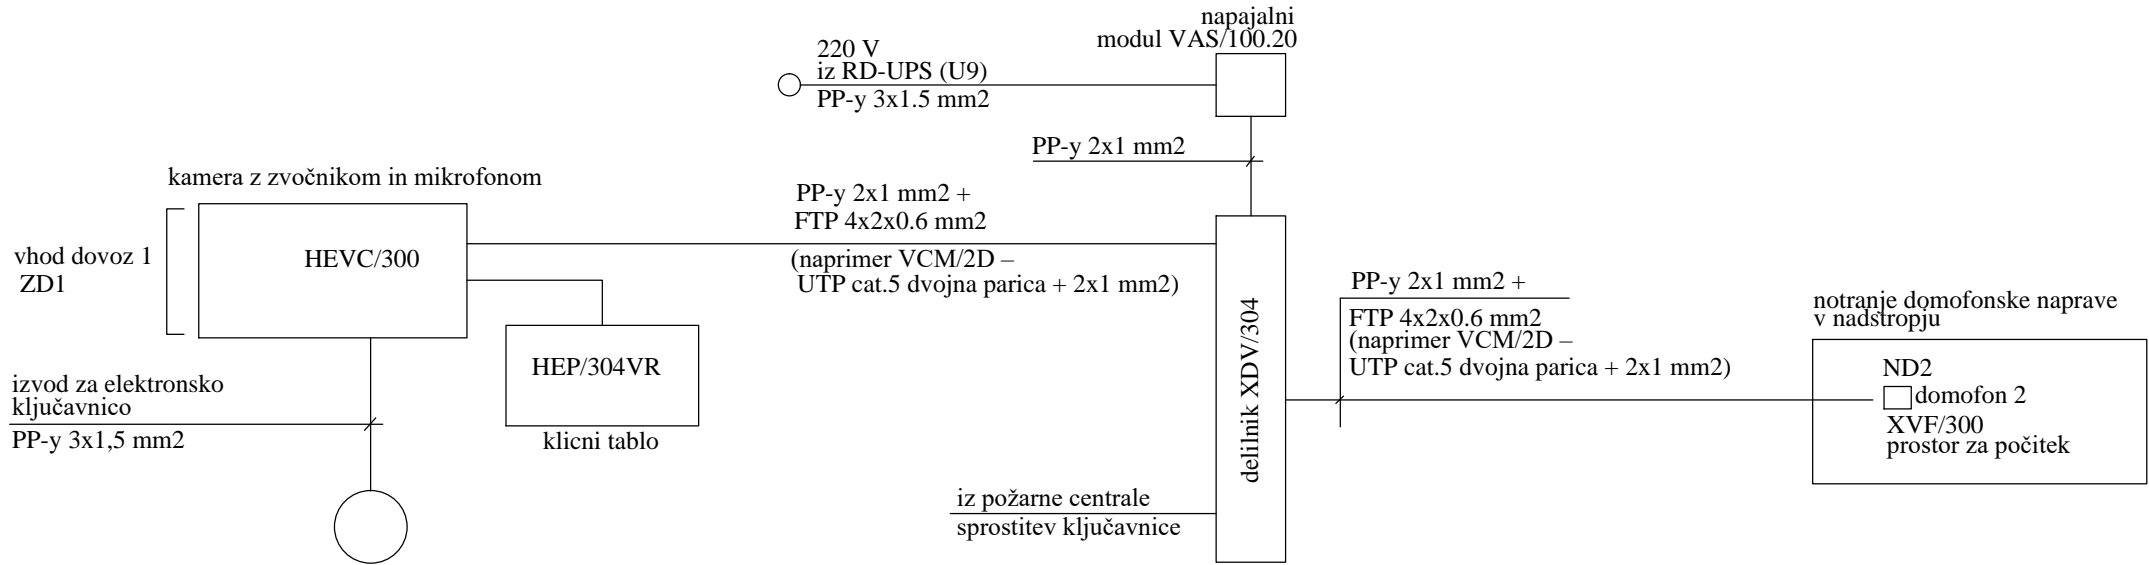 napajalni
modul VAS/100.20
220 V
iz RD-UPS (U9)
PP-y 3x1.5 mm2
PP-y 2x1 mm2
kamera z zvočnikom in mikrofonom
vhod dovoz 1
ZD1
HEVC/300
PP-y 2x1 mm2 +
FTP 4x2x0.6 mm2
(naprimer VCM/2D –
UTP cat.5 dvojna parica + 2x1 mm2)
HEP/304VR
klicni tablo
izvod za elektronsko
ključavnico
PP-y 3x1,5 mm2
delilnik XDV/304
iz požarne centrale
sprostitev ključavnice
PP-y 2x1 mm2 +
FTP 4x2x0.6 mm2
(naprimer VCM/2D –
UTP cat.5 dvojna parica + 2x1 mm2)
notranje domofonske naprave
v nadstropju
ND2
domofon 2
XVF/300
prostor za počitek